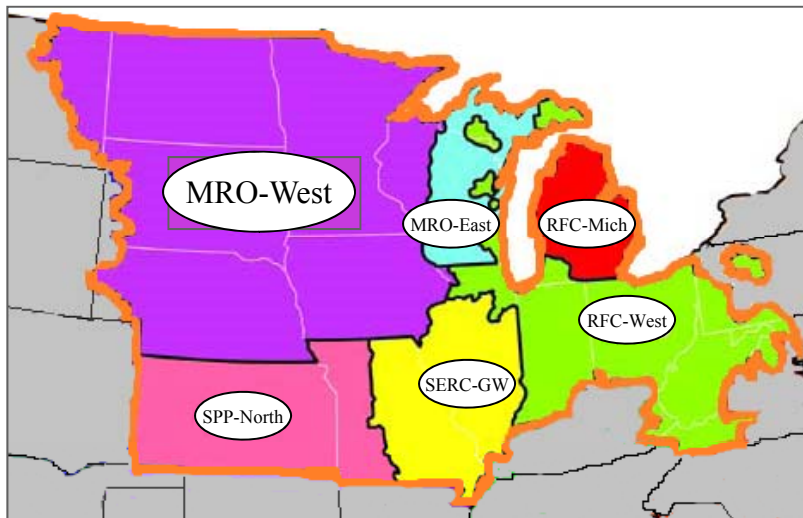 MRO-West
MRO-East
RFC-Mich
RFC-West
SERC-GW
SPP-North